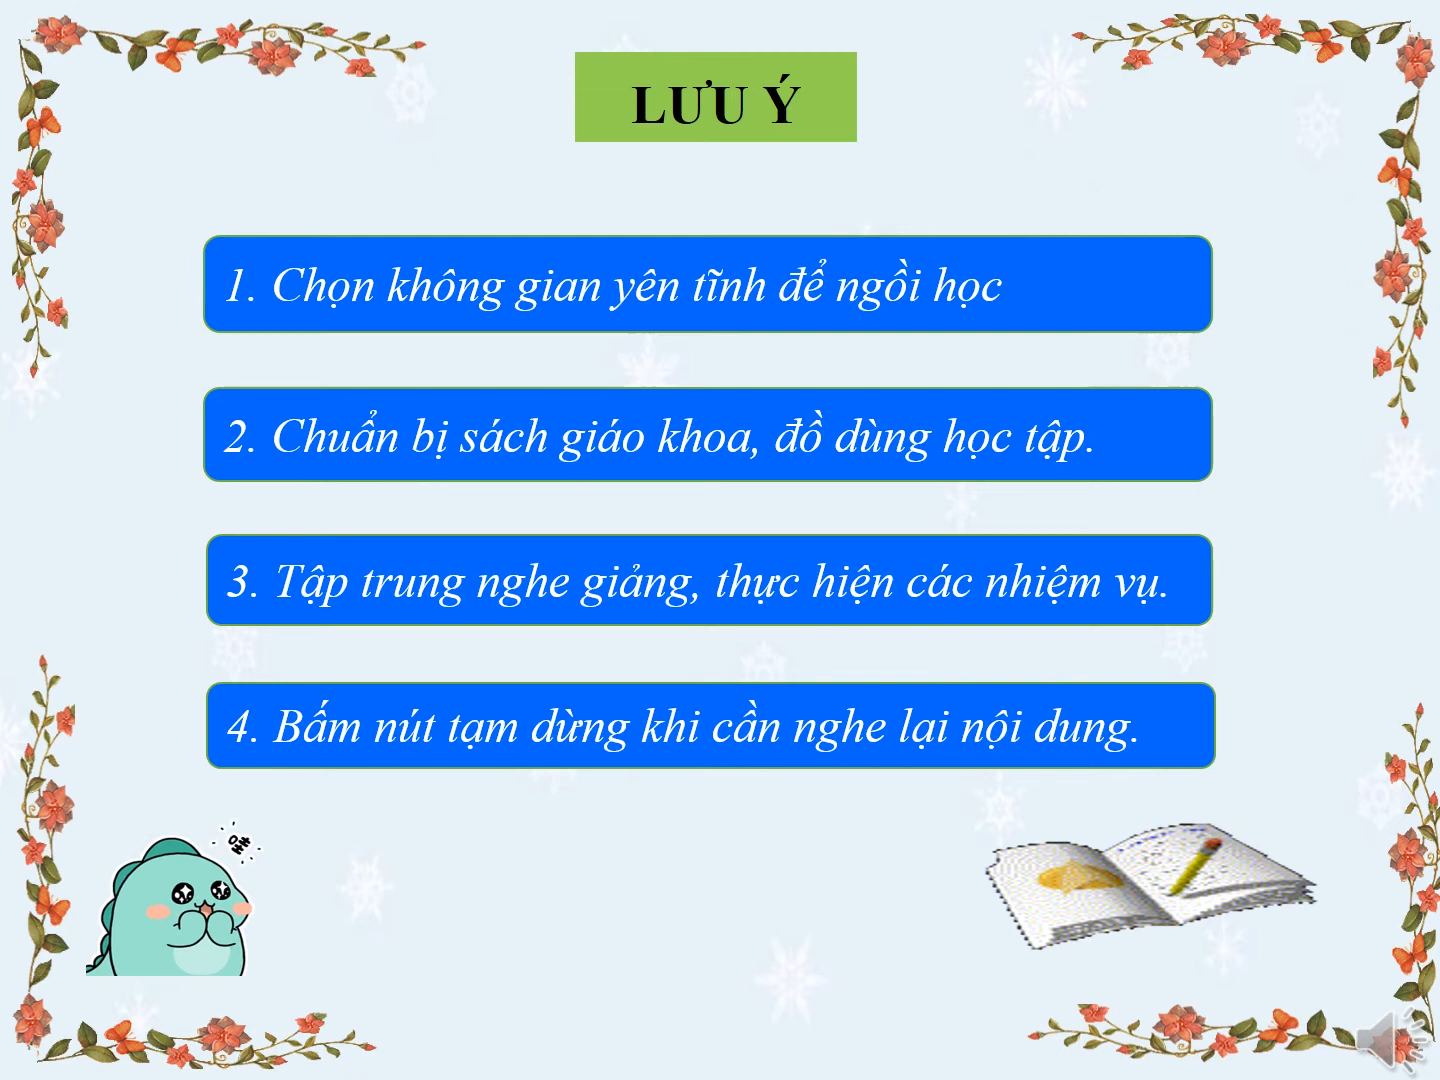 LƯU Ý
1. Chọn không gian yên tĩnh để ngồi học
2. Chuẩn bị sách giáo khoa, đồ dùng học tập.
3. Tập trung nghe giảng, thực hiện các nhiệm vụ.
4. Bấm nút tạm dừng khi cần nghe lại nội dung.